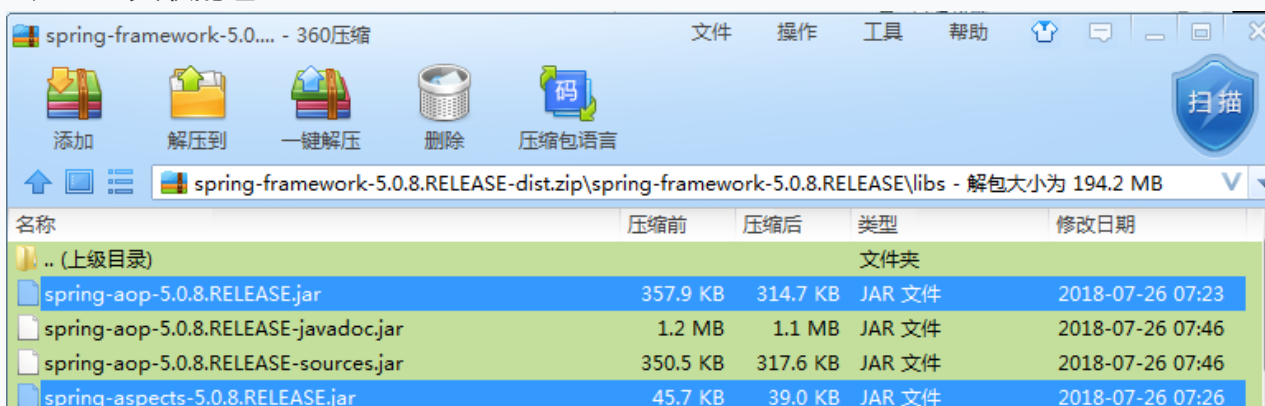 spring-framework-5.0.... - 360压缩 文件 操作 工具 帮助
添加 解压到 一键解压 删除 码 压缩包语言 扫描
spring-framework-5.0.8.RELEASE-dist.zip\spring-framework-5.0.8.RELEASE\libs - 解包大小为 194.2 MB
名称 压缩前 压缩后 类型 修改日期
.. (上级目录) 文件夹
spring-aop-5.0.8.RELEASE.jar 357.9 KB 314.7 KB JAR 文件 2018-07-26 07:23
spring-aop-5.0.8.RELEASE-javadoc.jar 1.2 MB 1.1 MB JAR 文件 2018-07-26 07:46
spring-aop-5.0.8.RELEASE-sources.jar 350.5 KB 317.6 KB JAR 文件 2018-07-26 07:46
spring-aspects-5.0.8.RELEASE.jar 45.7 KB 39.0 KB JAR 文件 2018-07-26 07:26